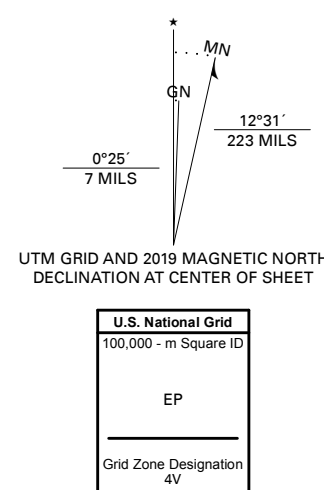 ★
MN
GN
12°31´
223 MILS
0°25´
7 MILS
UTM GRID AND 2019 MAGNETIC NORTH
DECLINATION AT CENTER OF SHEET
U.S. National Grid
100,000 - m Square ID
EP
Grid Zone Designation
4V